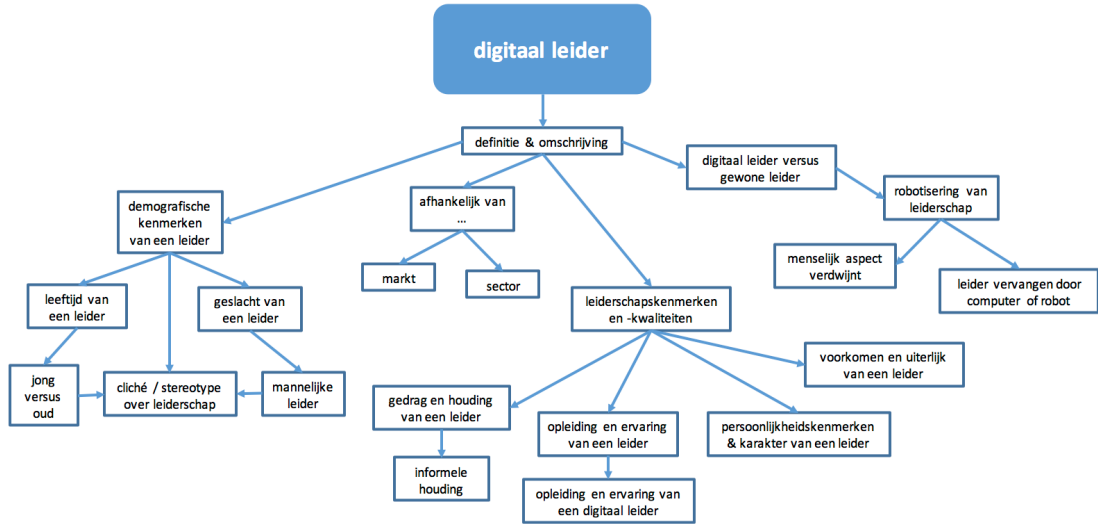 digitaal leider
definitie & omschrijving
digitaal leider versus
gewone leider
demografische
kenmerken
van een leider
afhankelijk van
...
robotisering van
leiderschap
markt
sector
menselijk aspect
verdwijnt
leider vervangen door
computer of robot
leeftijd van
een leider
geslacht van
een leider
leiderschapskenmerken
en -kwaliteiten
jong
versus
oud
cliché / stereotype
over leiderschap
mannelijke
leider
voorkomen en uiterlijk
van een leider
gedrag en houding
van een leider
opleiding en ervaring
van een leider
persoonlijkheidskenmerken
& karakter van een leider
informele
houding
opleiding en ervaring van
een digitaal leider